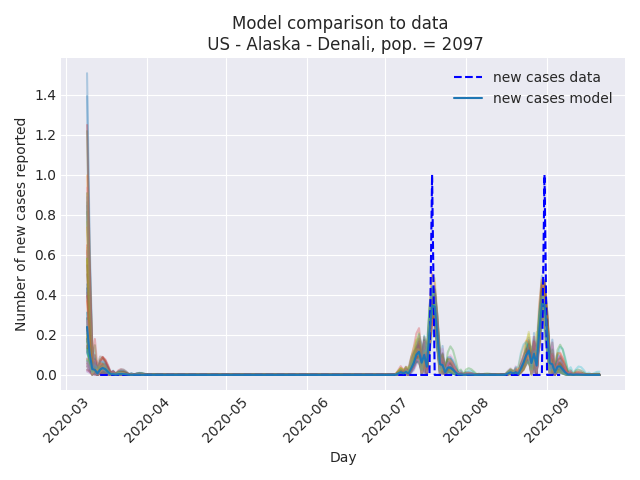 Model comparison to data
US - Alaska - Denali, pop. = 2097
new cases data
new cases model
Number of new cases reported
1.4
1.2
1.0
0.8
0.6
0.4
0.2
0.0
2020-03
2020-04
2020-05
2020-06
2020-07
2020-08
2020-09
Day